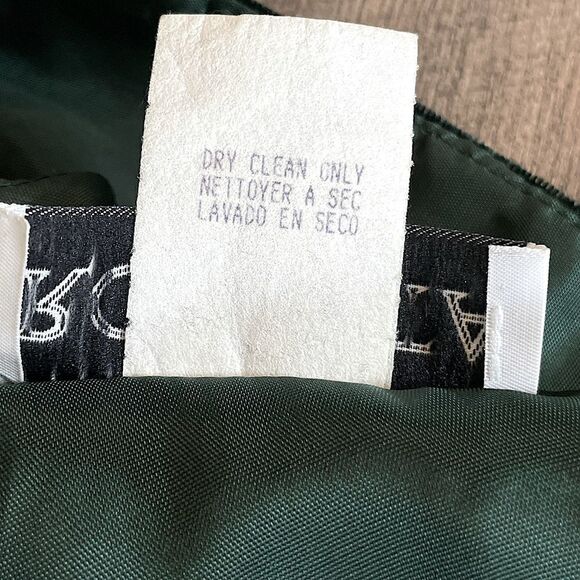 DRY CLEAN ONLY
NETTOYER A SEC
LAVADO EN SECO